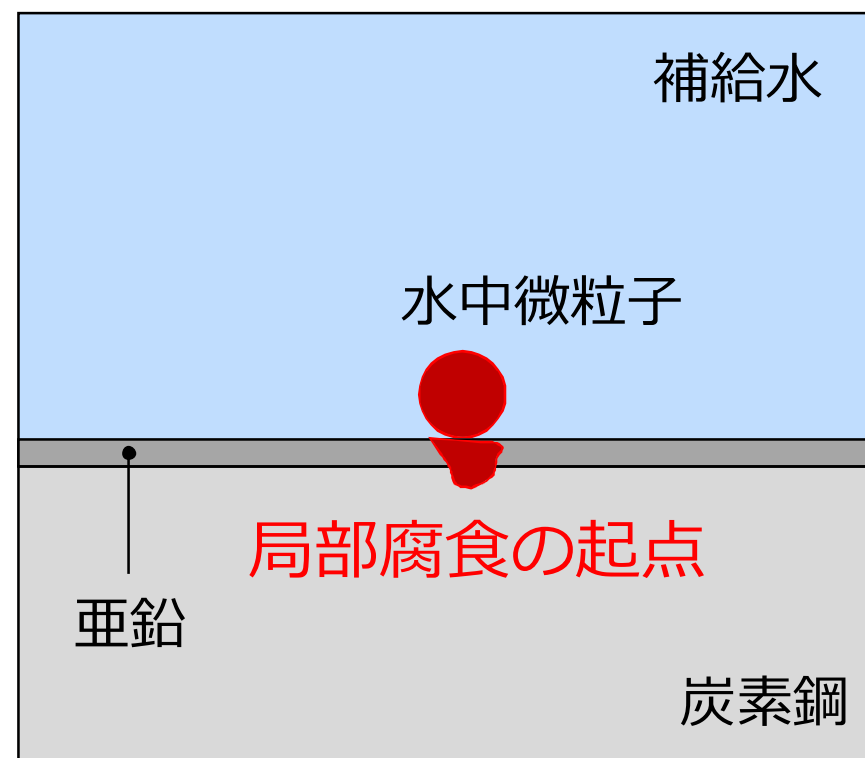 補給水
水中微粒子
局部腐食の起点
亜鉛
炭素鋼